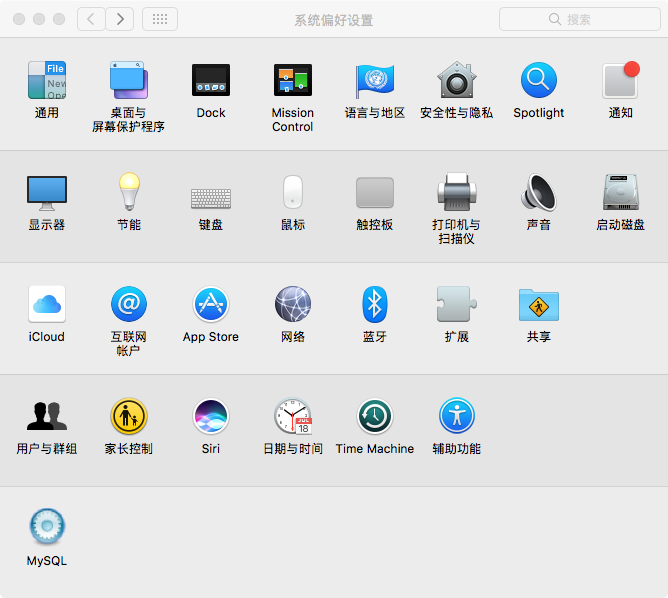 系统偏好设置
搜索
File
New
Ope
通用
桌面与
屏幕保护程序
Dock
Mission
Control
语言与地区
安全性与隐私
Spotlight
通知
显示器
节能
键盘
鼠标
触控板
打印机与
扫描仪
声音
启动磁盘
iCloud
@
互联网
帐户
App Store
网络
蓝牙
扩展
共享
用户与群组
家长控制
Siri
JUL
18
日期与时间
Time Machine
辅助功能
MySQL